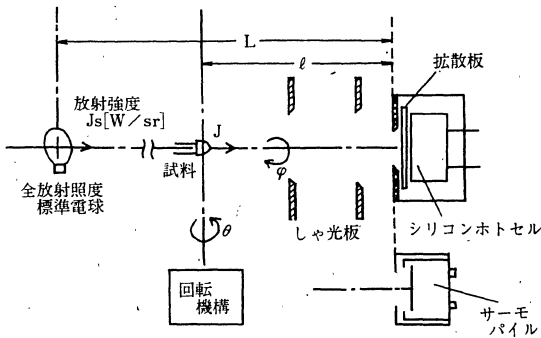 L
ℓ
拡散板
放射強度
Js[W/sr]
J
試料
φ
全放射照度
標準電球
しゃ光板
シリコンホトセル
θ
回転
機構
サーモ
パイル